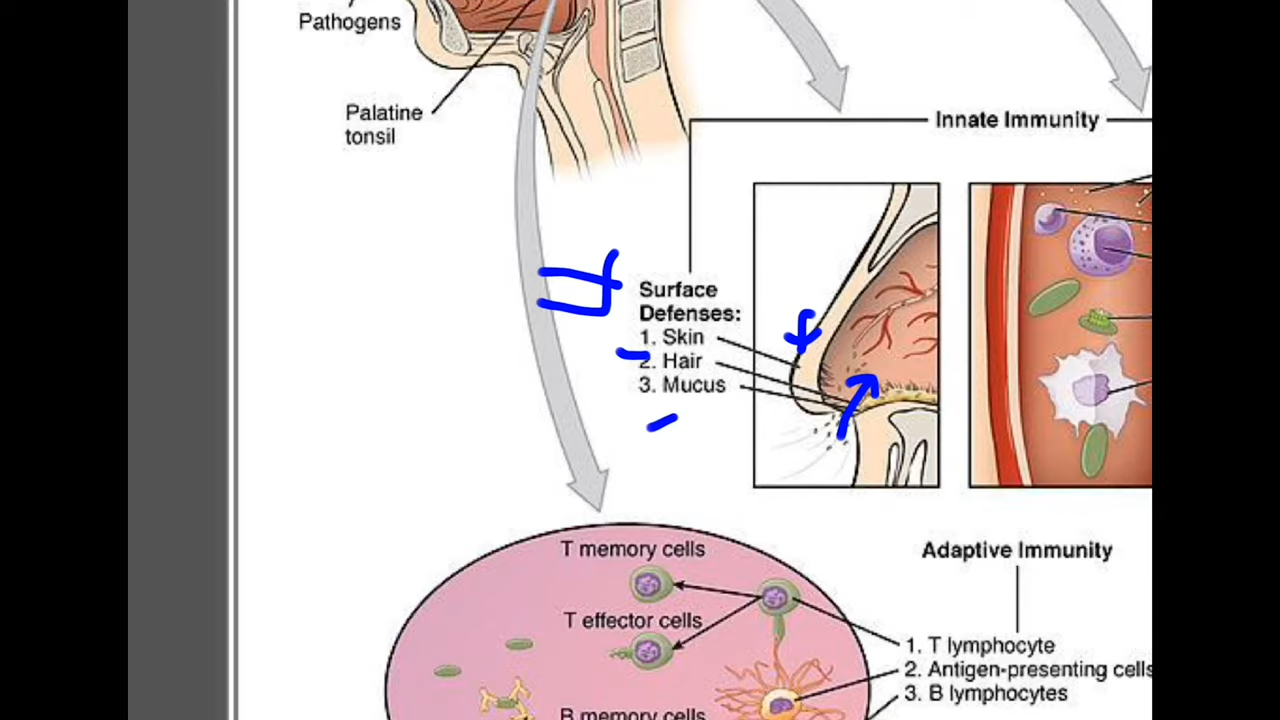 Pathogens
Palatine
tonsil
Innate Immunity
Surface
Defenses:
1. Skin
2. Hair
3. Mucus
T memory cells
Adaptive Immunity
T effector cells
1. T lymphocyte
2. Antigen-presenting cells
3. B lymphocytes
B memory cells